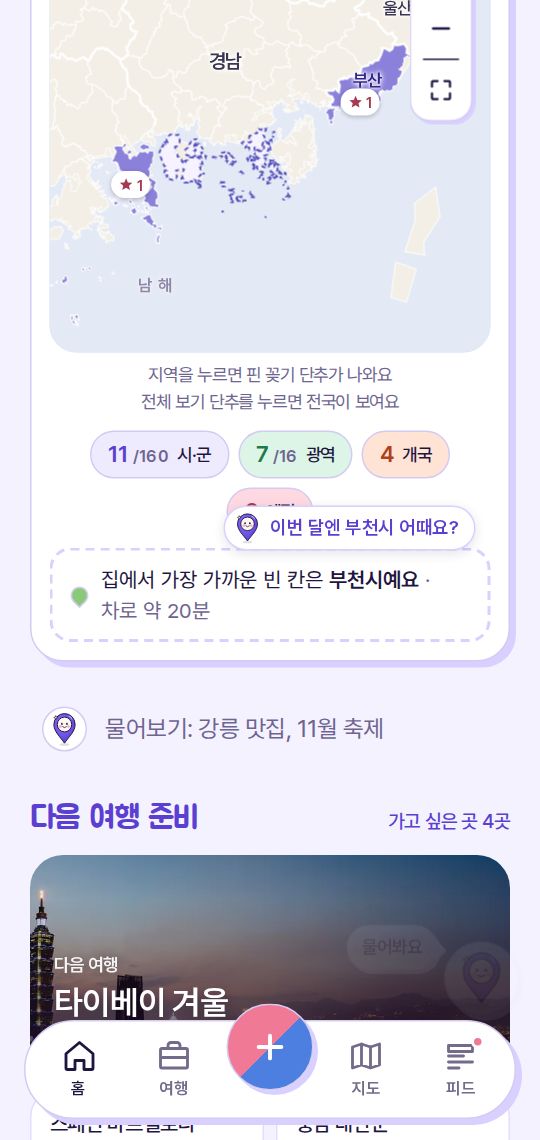 울산
경남
부산
★ 1
★ 1
남 해
지역을 누르면 핀 꽂기 단추가 나와요
전체 보기 단추를 누르면 전국이 보여요
11 /160 시·군
7 /16 광역
4 개국
이번 달엔 부천시 어때요?
집에서 가장 가까운 빈 칸은 부천시예요 ·
차로 약 20분
물어보기: 강릉 맛집, 11월 축제
다음 여행 준비
가고 싶은 곳 4곳
물어봐요
다음 여행
타이베이 겨울
홈
여행
지도
피드